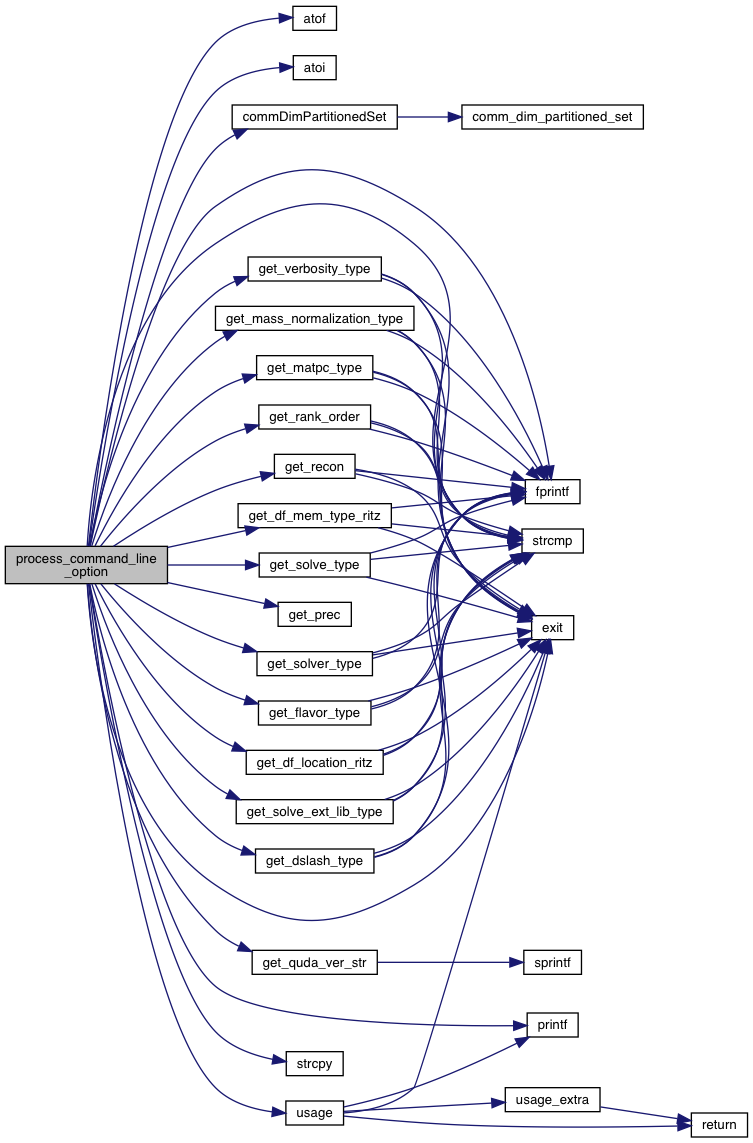 atof
atoi
commDimPartitionedSet
comm_dim_partitioned_set
get_verbosity_type
get_mass_normalization_type
get_matpc_type
get_rank_order
get_recon
fprintf
get_df_mem_type_ritz
strcmp
process_command_line
_option
get_solve_type
get_prec
exit
get_solver_type
get_flavor_type
get_df_location_ritz
get_solve_ext_lib_type
get_dslash_type
get_quda_ver_str
sprintf
printf
strcpy
usage
usage_extra
return